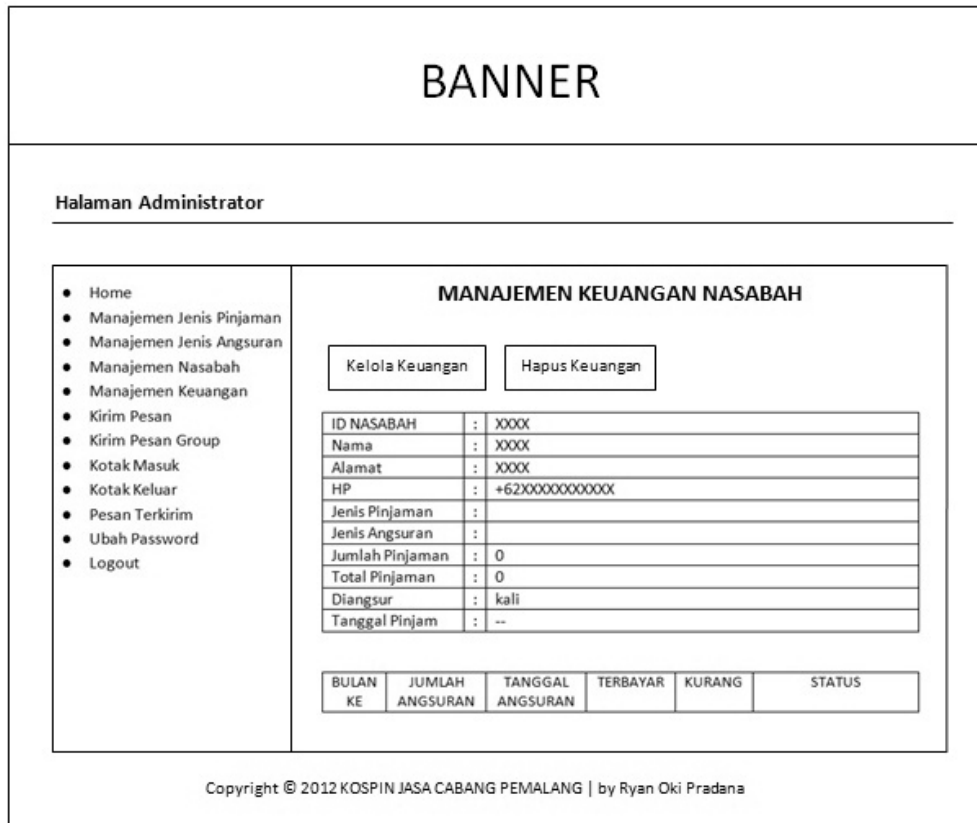 BANNER
Halaman Administrator
Home
Manajemen Jenis Pinjaman
Manajemen Jenis Angsuran
Manajemen Nasabah
Manajemen Keuangan
Kirim Pesan
Kirim Pesan Group
Kotak Masuk
Kotak Keluar
Pesan Terkirim
Ubah Password
Logout
MANAJEMEN KEUANGAN NASABAH
Kelola Keuangan Hapus Keuangan
ID NASABAH : XXXX
Nama : XXXX
Alamat : XXXX
HP : +62XXXXXXXXXXX
Jenis Pinjaman :
Jenis Angsuran :
Jumlah Pinjaman : 0
Total Pinjaman : 0
Diangsur : kali
Tanggal Pinjam : --
BULAN KE JUMLAH ANGSURAN TANGGAL ANGSURAN TERBAYAR KURANG STATUS
Copyright © 2012 KOSPIN JASA CABANG PEMALANG | by Ryan Oki Pradana